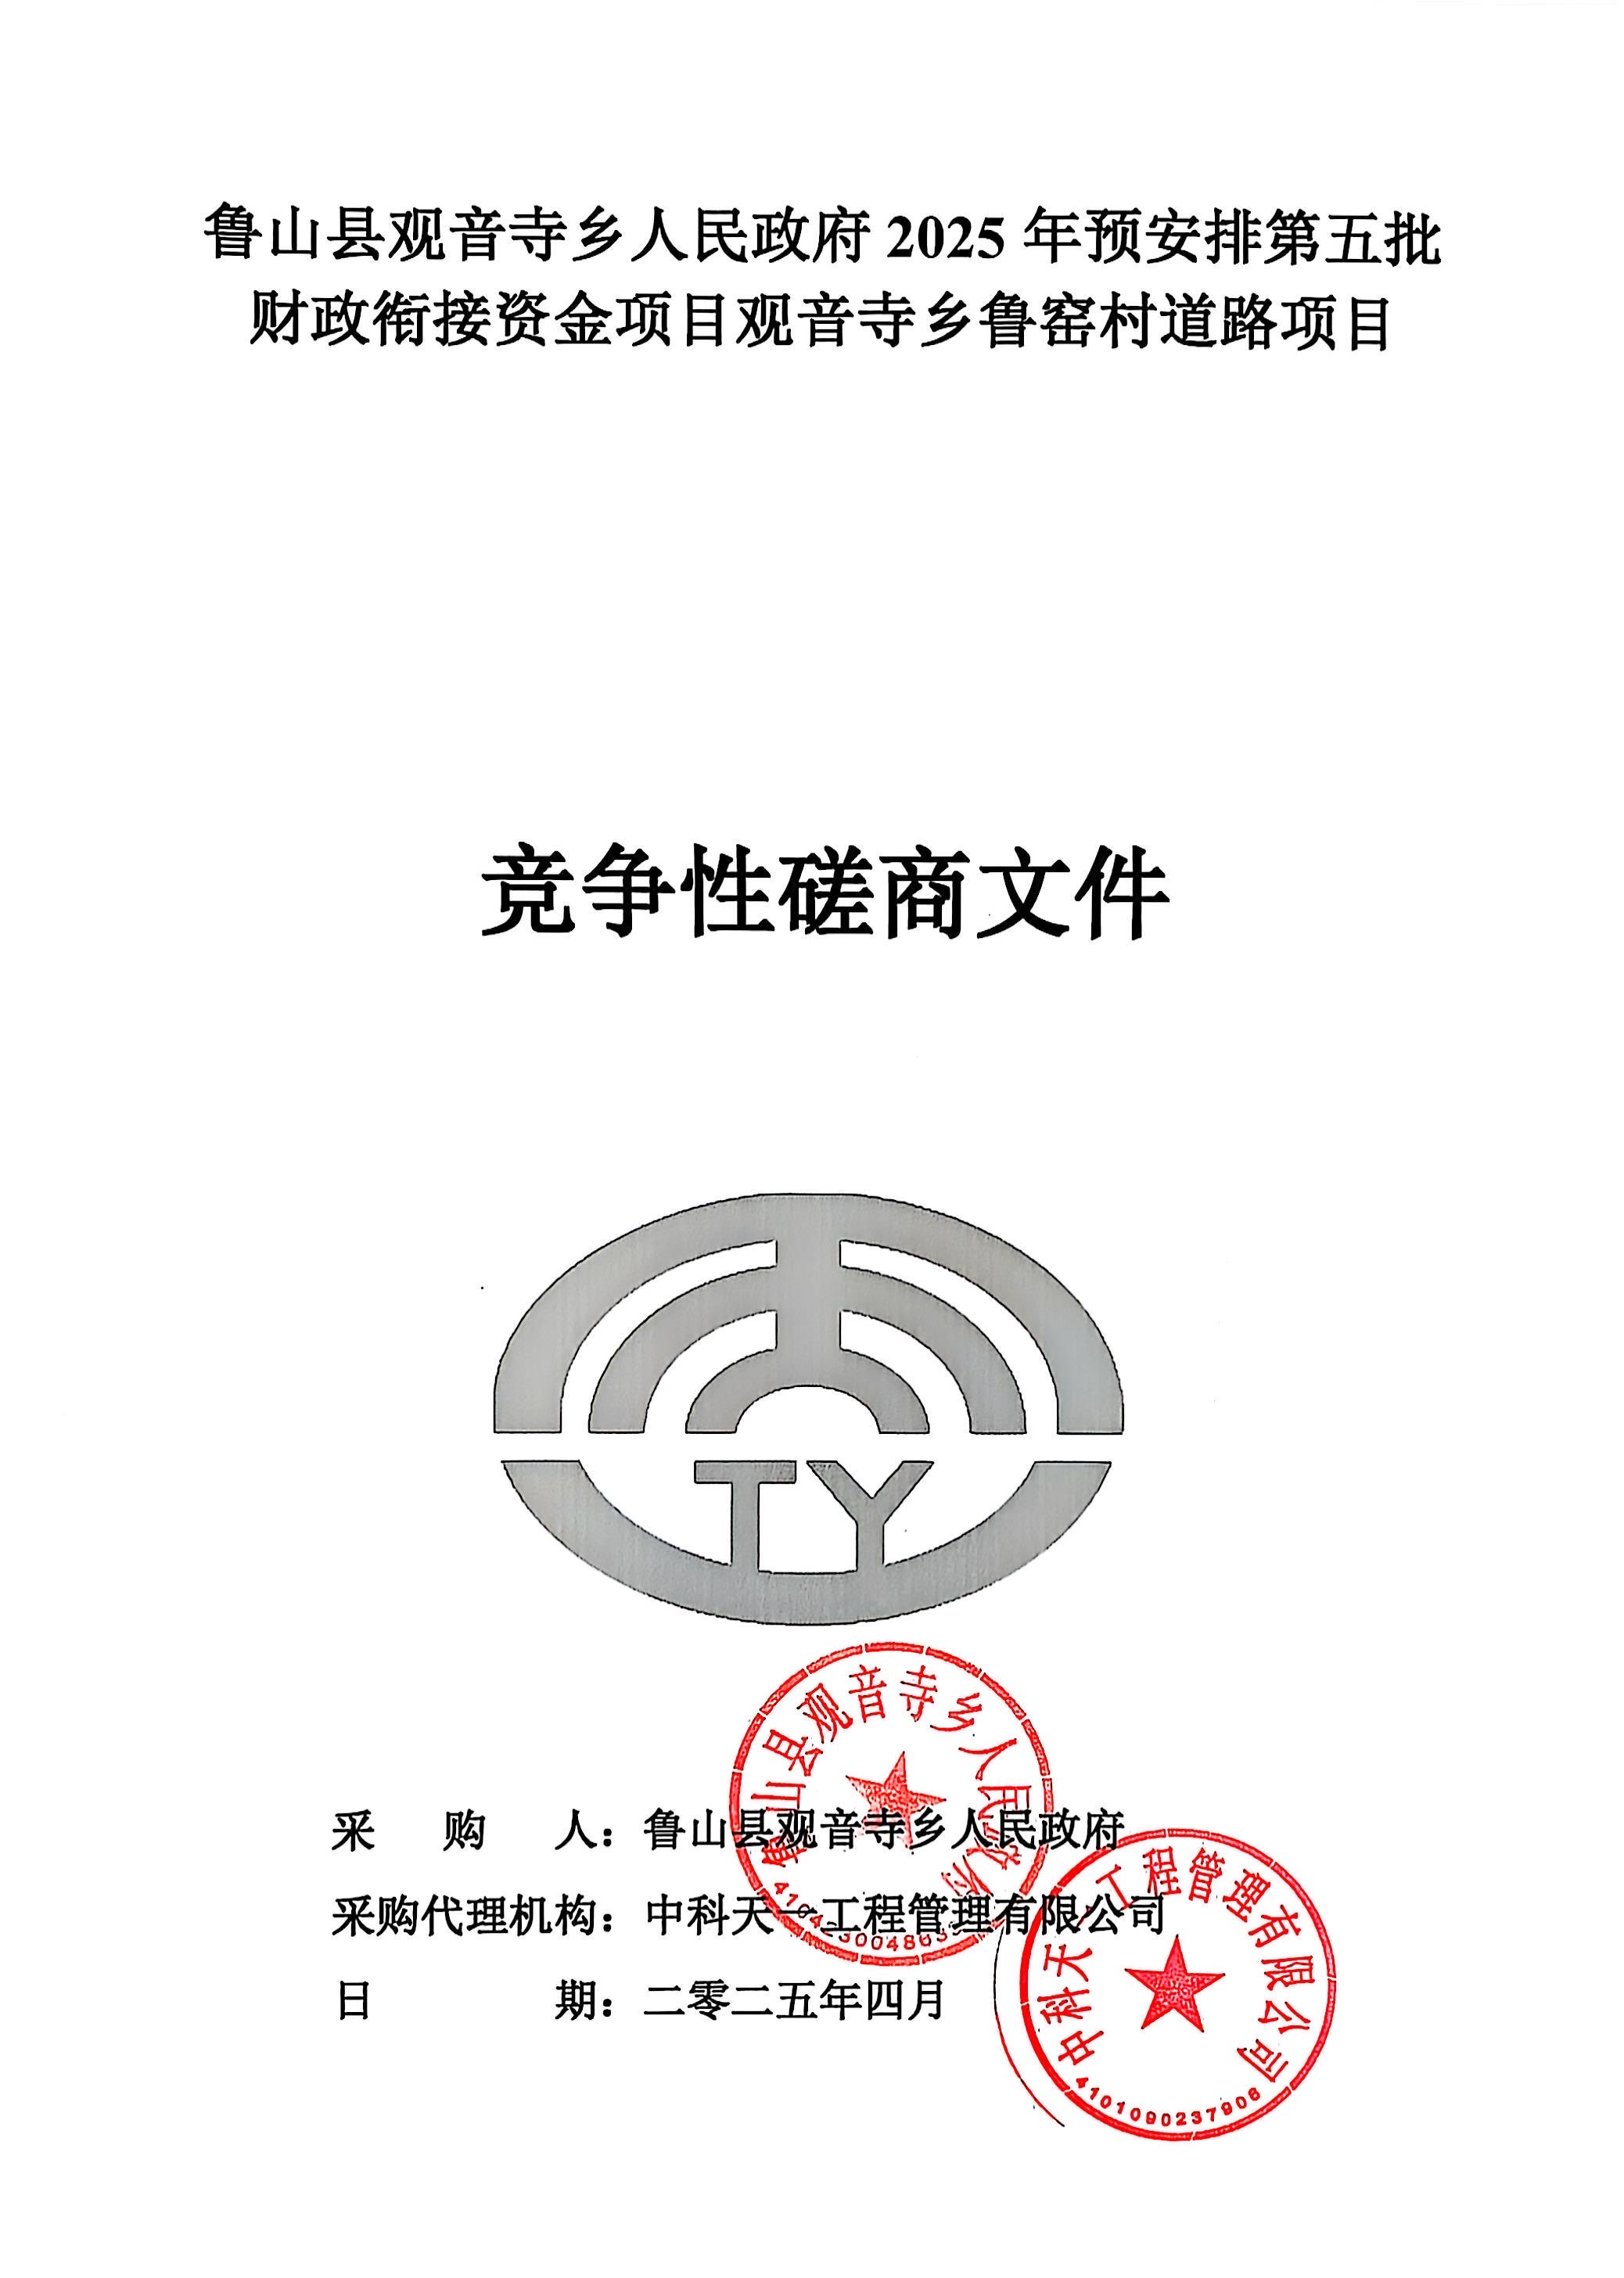 鲁山县观音寺乡人民政府 2025 年预安排第五批
财政衔接资金项目观音寺乡鲁窑村道路项目
竞争性磋商文件
TY
鲁山县观音寺乡人民政府
采购人：鲁山县观音寺乡人民政府
中科天一工程管理有限公司
采购代理机构：中科天一工程管理有限公司
日期：二零二五年四月
4101090237906